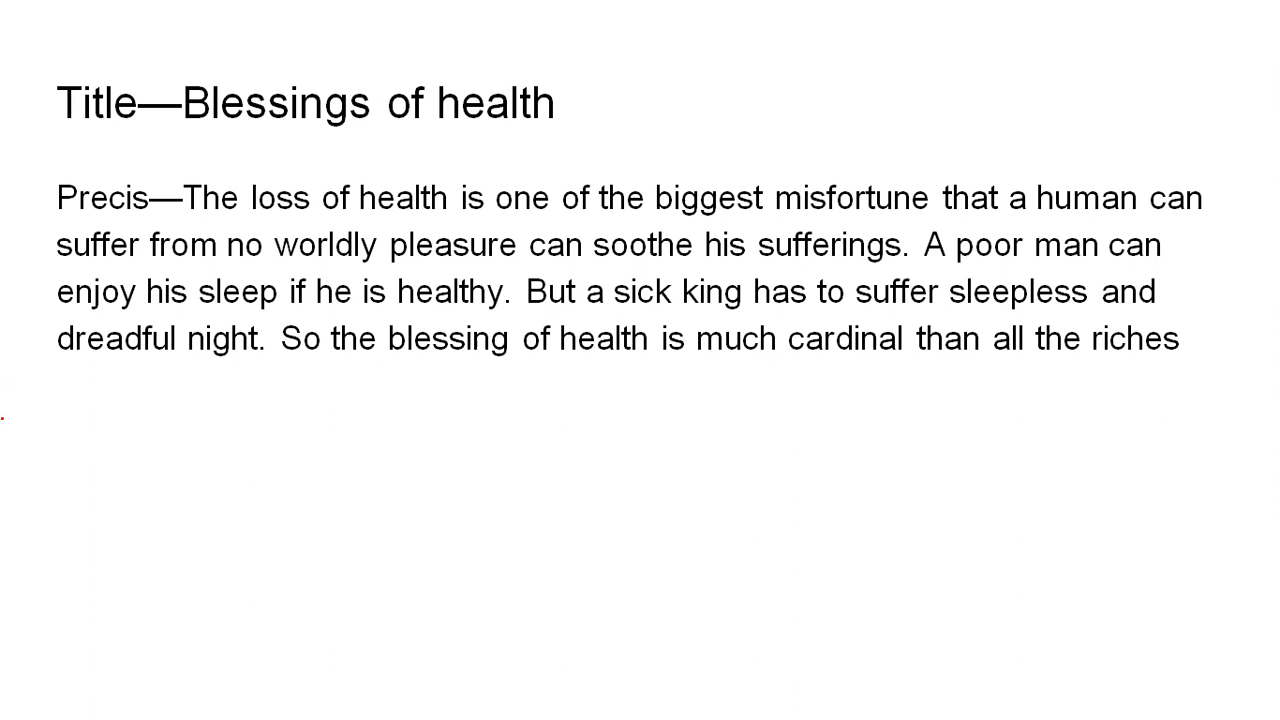 Title—Blessings of health
Precis—The loss of health is one of the biggest misfortune that a human can
suffer from no worldly pleasure can soothe his sufferings. A poor man can
enjoy his sleep if he is healthy. But a sick king has to suffer sleepless and
dreadful night. So the blessing of health is much cardinal than all the riches